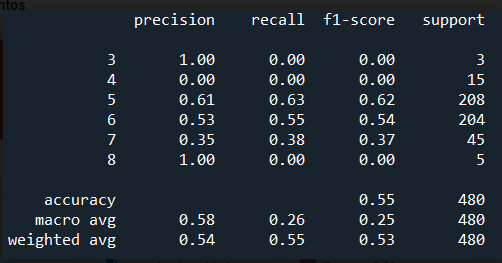 ntos
precision recall f1-score support
3 1.00 0.00 0.00 3
4 0.00 0.00 0.00 15
5 0.61 0.63 0.62 208
6 0.53 0.55 0.54 204
7 0.35 0.38 0.37 45
8 1.00 0.00 0.00 5
accuracy 0.55 480
macro avg 0.58 0.26 0.25 480
weighted avg 0.54 0.55 0.53 480